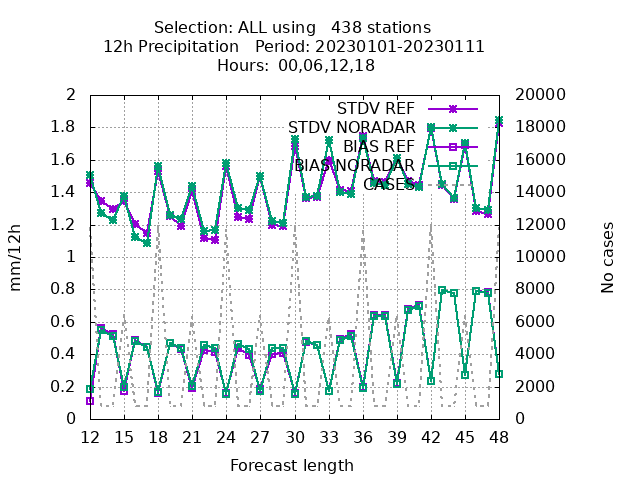 Selection: ALL using   438 stations
12h Precipitation   Period: 20230101-20230111
Hours:  00,06,12,18
2 20000
STDV REF
1.8 STDV NORADAR 18000
BIAS REF
1.6 BIAS NORADAR 16000
CASES
1.4 14000
1.2 12000
mm/12h No cases
1 10000
0.8 8000
0.6 6000
0.4 4000
0.2 2000
0 0
12 15 18 21 24 27 30 33 36 39 42 45 48
Forecast length